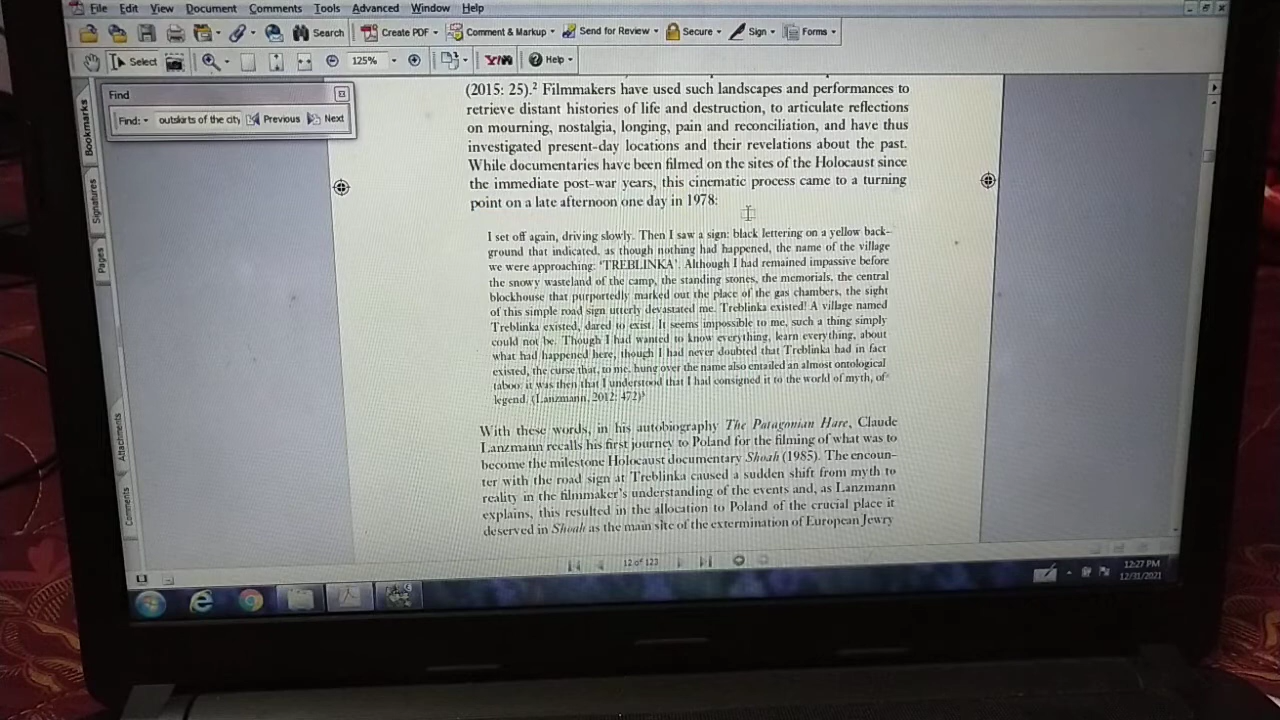 File Edit View Document Comments Tools Advanced Window Help
Search Create PDF Comment & Markup Send for Review Secure Sign Forms
Select 125% Help
Find
Find: outskirts of the city Previous Next
Bookmarks
Signatures
Pages
Attachments
Comments
(2015: 25).² Filmmakers have used such landscapes and performances to
retrieve distant histories of life and destruction, to articulate reflections
on mourning, nostalgia, longing, pain and reconciliation, and have thus
investigated present-day locations and their revelations about the past.
While documentaries have been filmed on the sites of the Holocaust since
the immediate post-war years, this cinematic process came to a turning
point on a late afternoon one day in 1978:
I set off again, driving slowly. Then I saw a sign: black lettering on a yellow back-
ground that indicated, as though nothing had happened, the name of the village
we were approaching: 'TREBLINKA'. Although I had remained impassive before
the snowy wasteland of the camp, the standing stones, the memorials, the central
blockhouse that purportedly marked out the place of the gas chambers, the sight
of this simple road sign utterly devastated me. Treblinka existed! A village named
Treblinka existed, dared to exist. It seems impossible to me, such a thing simply
could not be. Though I had wanted to know everything, learn everything, about
what had happened here, though I had never doubted that Treblinka had in fact
existed, the curse that, to me, hung over the name also entailed an almost ontological
taboo: it was then that I understood that I had consigned it to the world of myth, of
legend. (Lanzmann, 2012: 472)³
With these words, in his autobiography The Patagonian Hare, Claude
Lanzmann recalls his first journey to Poland for the filming of what was to
become the milestone Holocaust documentary Shoah (1985). The encoun-
ter with the road sign at Treblinka caused a sudden shift from myth to
reality in the filmmaker's understanding of the events and, as Lanzmann
explains, this resulted in the allocation to Poland of the crucial place it
deserved in Shoah as the main site of the extermination of European Jewry
12 of 123
12:27 PM
12/31/2021